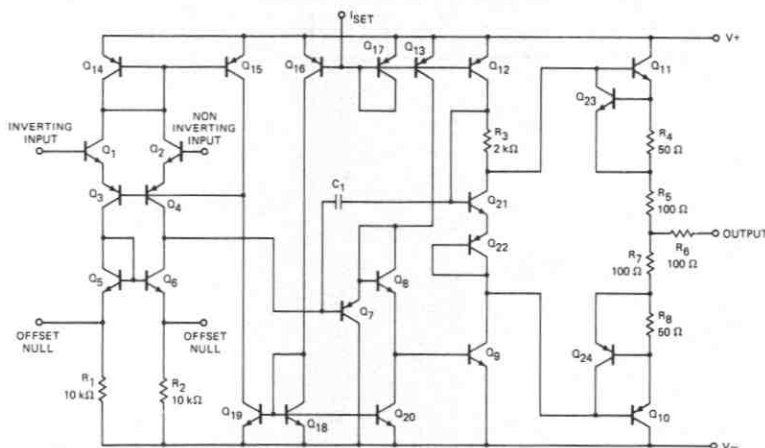 I_SET
V+
Q14
Q15
Q16
Q17
Q13
Q12
Q11
Q23
INVERTING
INPUT
NON
INVERTING
INPUT
Q1
Q2
R3
2 kΩ
R4
50 Ω
C1
Q3
Q4
Q21
R5
100 Ω
OUTPUT
R6
100 Ω
Q22
R7
100 Ω
Q5
Q6
Q8
Q7
R8
50 Ω
OFFSET
NULL
OFFSET
NULL
Q9
Q24
R1
10 kΩ
R2
10 kΩ
Q19
Q18
Q20
Q10
V−